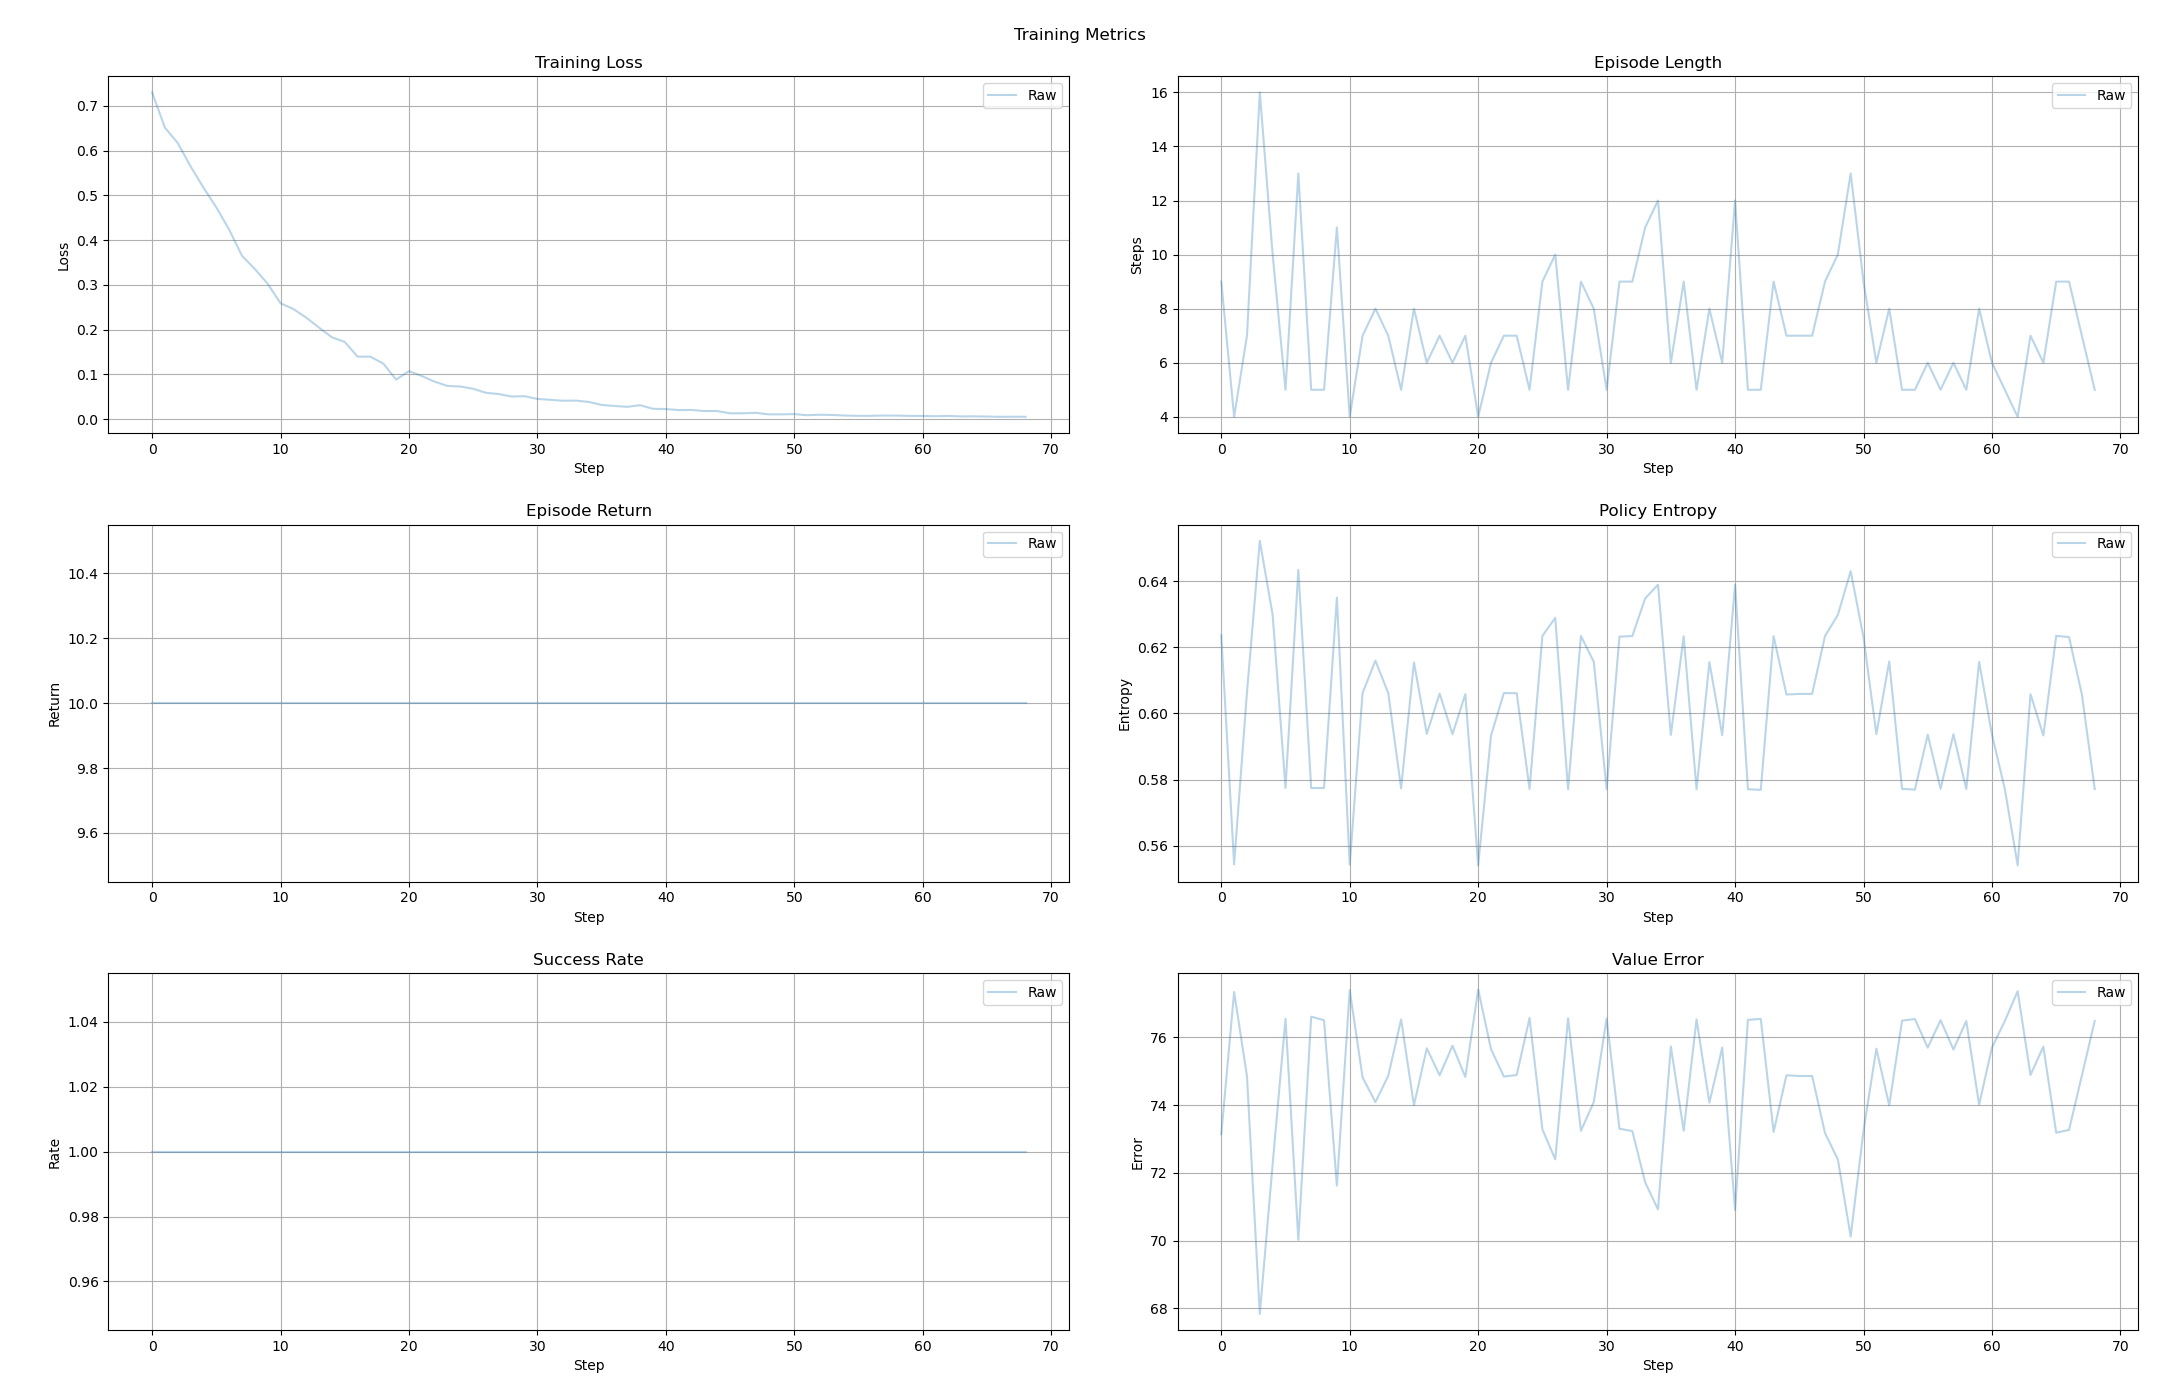 Training Metrics
Training Loss
Raw
0.7
0.6
0.5
0.4
0.3
0.2
0.1
0.0
Loss
0 10 20 30 40 50 60 70
Step
Episode Length
Raw
16
14
12
10
8
6
4
Steps
0 10 20 30 40 50 60 70
Step
Episode Return
Raw
10.4
10.2
10.0
9.8
9.6
Return
0 10 20 30 40 50 60 70
Step
Policy Entropy
Raw
0.64
0.62
0.60
0.58
0.56
Entropy
0 10 20 30 40 50 60 70
Step
Success Rate
Raw
1.04
1.02
1.00
0.98
0.96
Rate
0 10 20 30 40 50 60 70
Step
Value Error
Raw
76
74
72
70
68
Error
0 10 20 30 40 50 60 70
Step